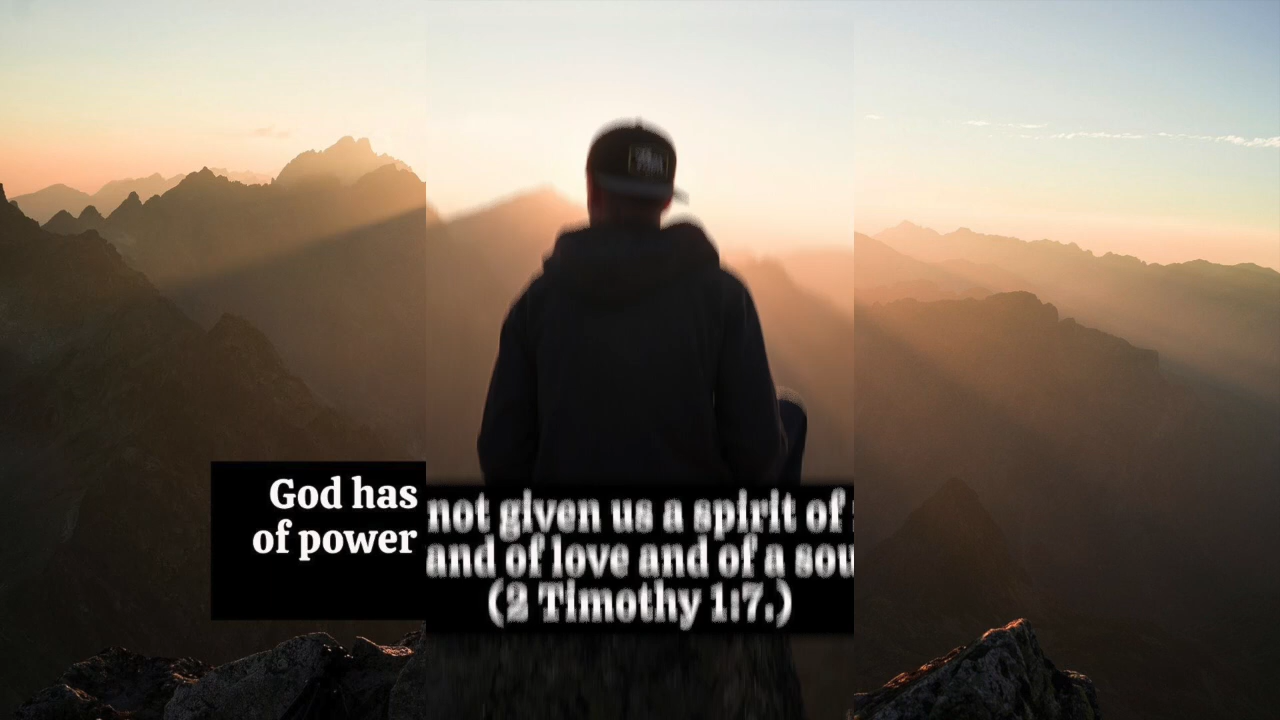 God has not given us a spirit of
of power and of love and of a sou
(2 Timothy 1:7.)